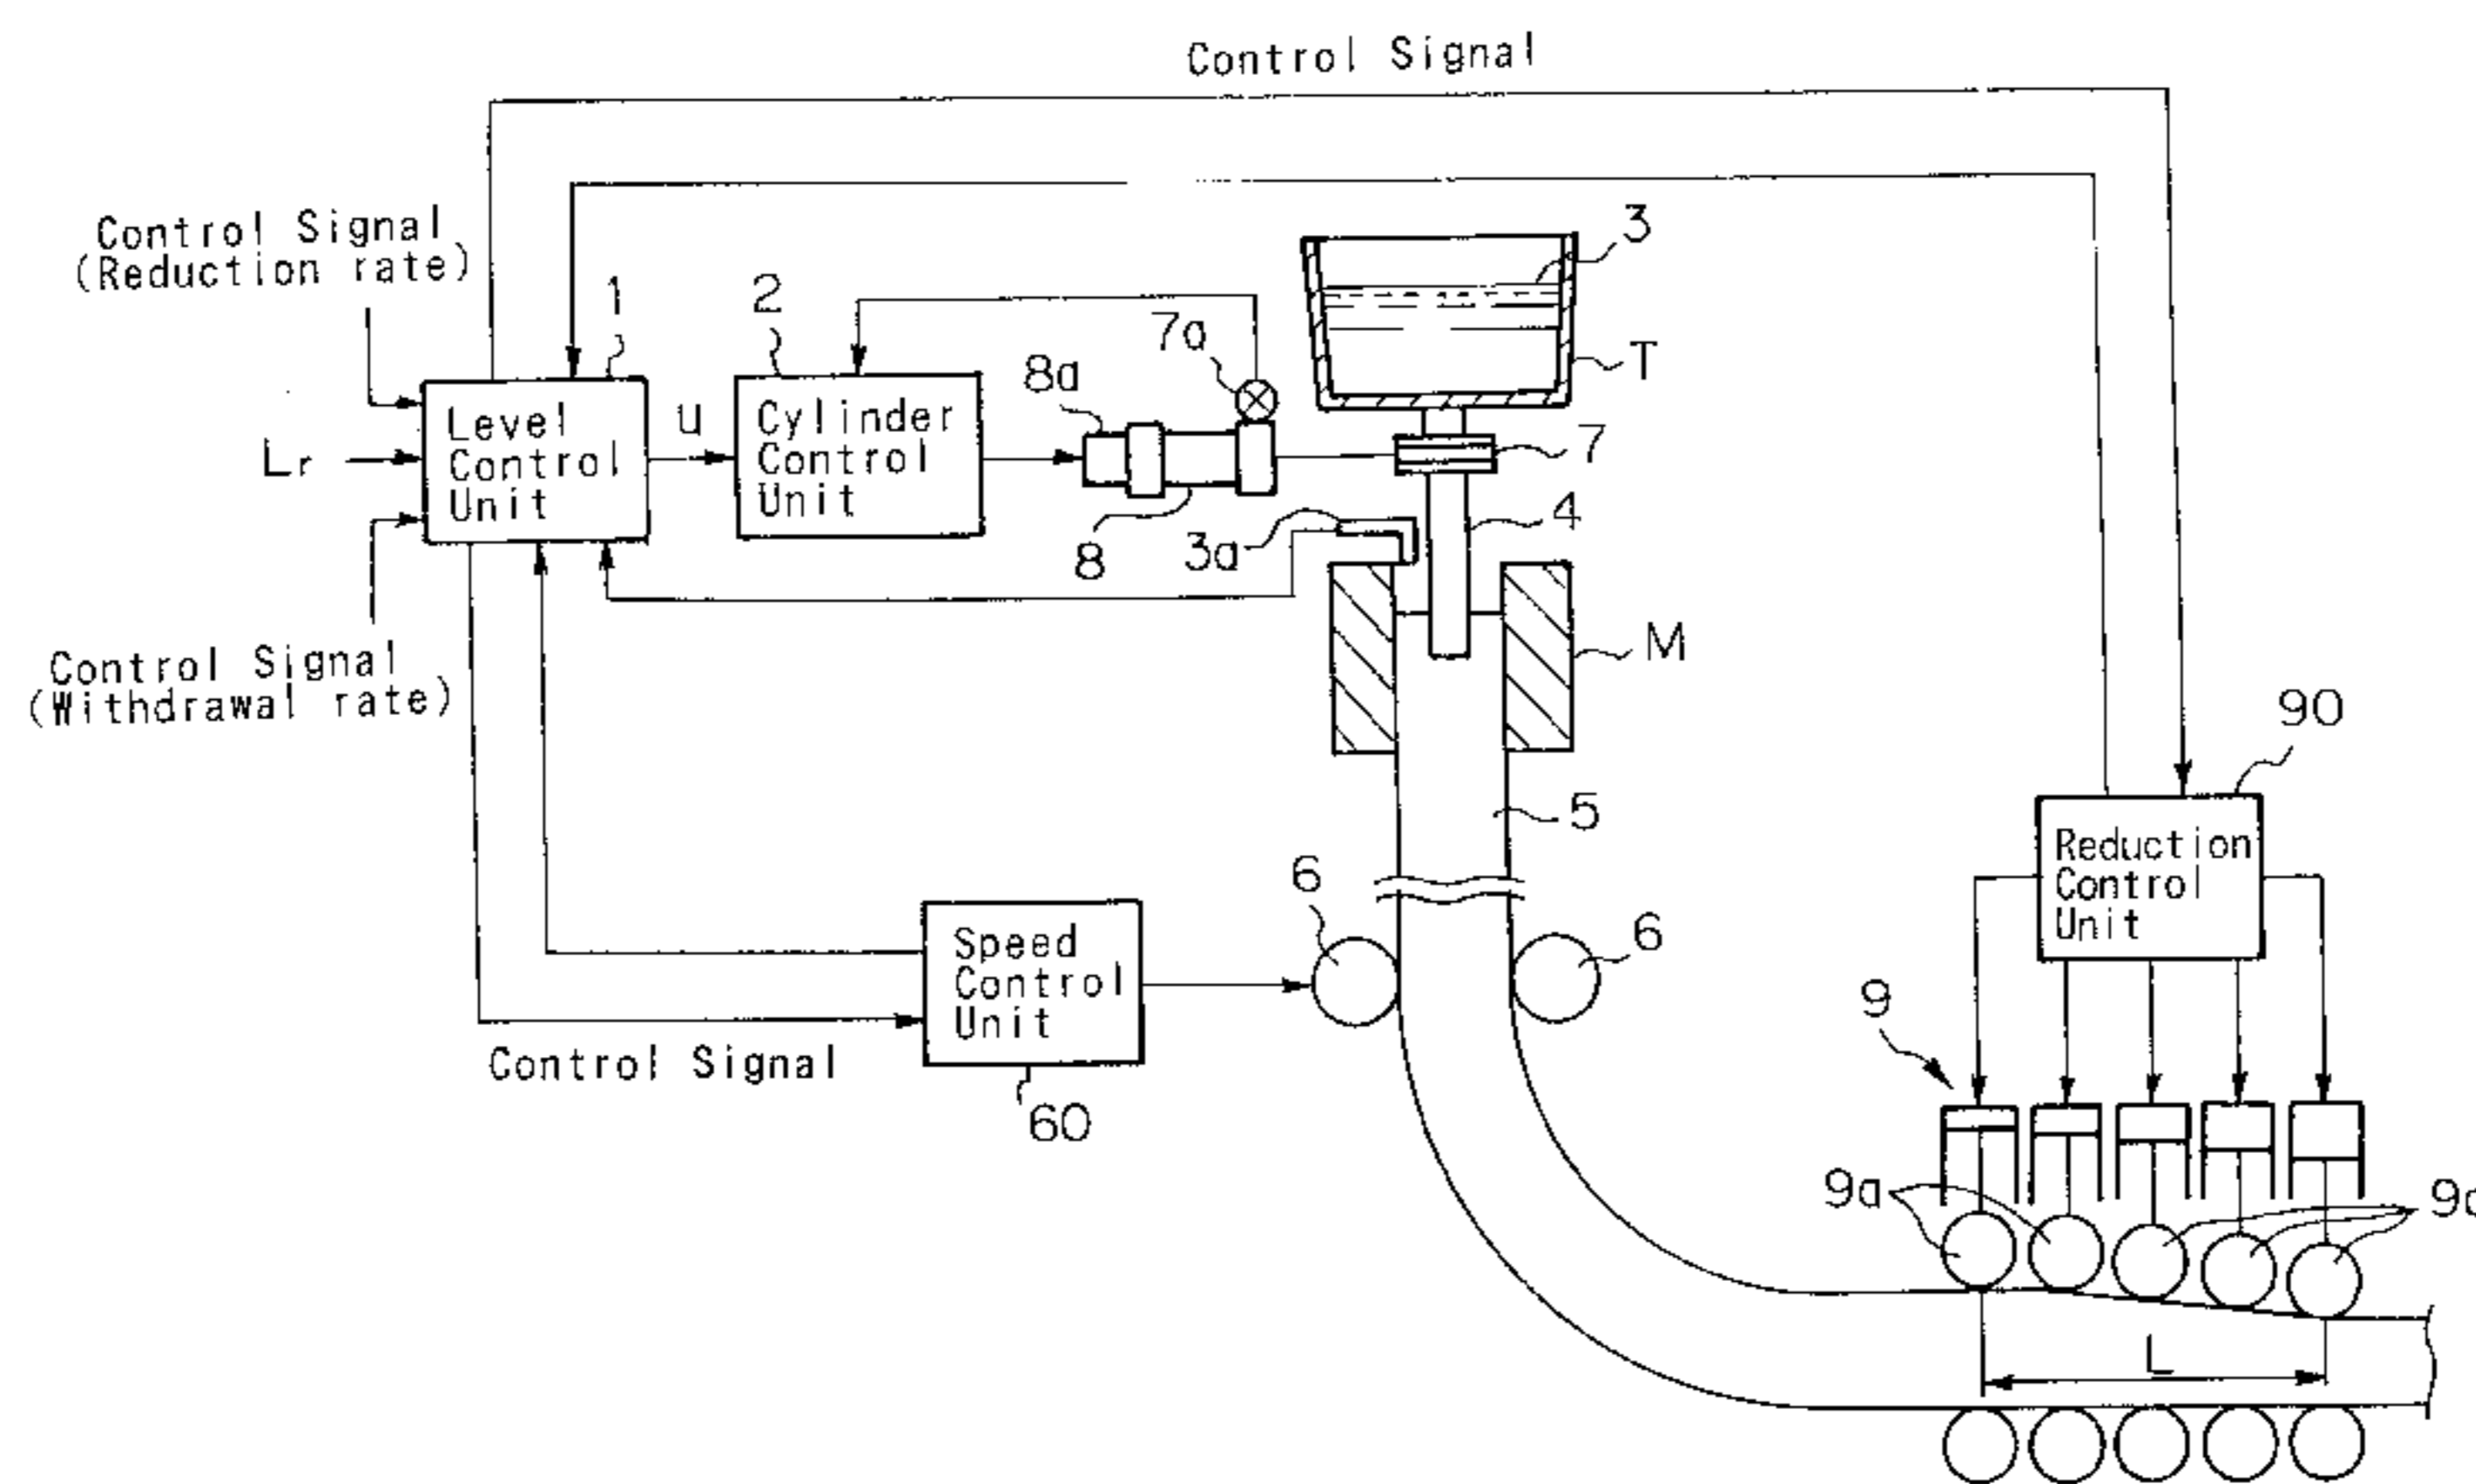 Control Signal
Control Signal
(Reduction rate)
3
1
2
7a
T
8a
Level
Control
Unit
u
Cylinder
Control
Unit
Lr
7
4
8
3a
M
Control Signal
(Withdrawal rate)
90
5
Reduction
Control
Unit
6
6
Speed
Control
Unit
9
Control Signal
60
9a
9a
L